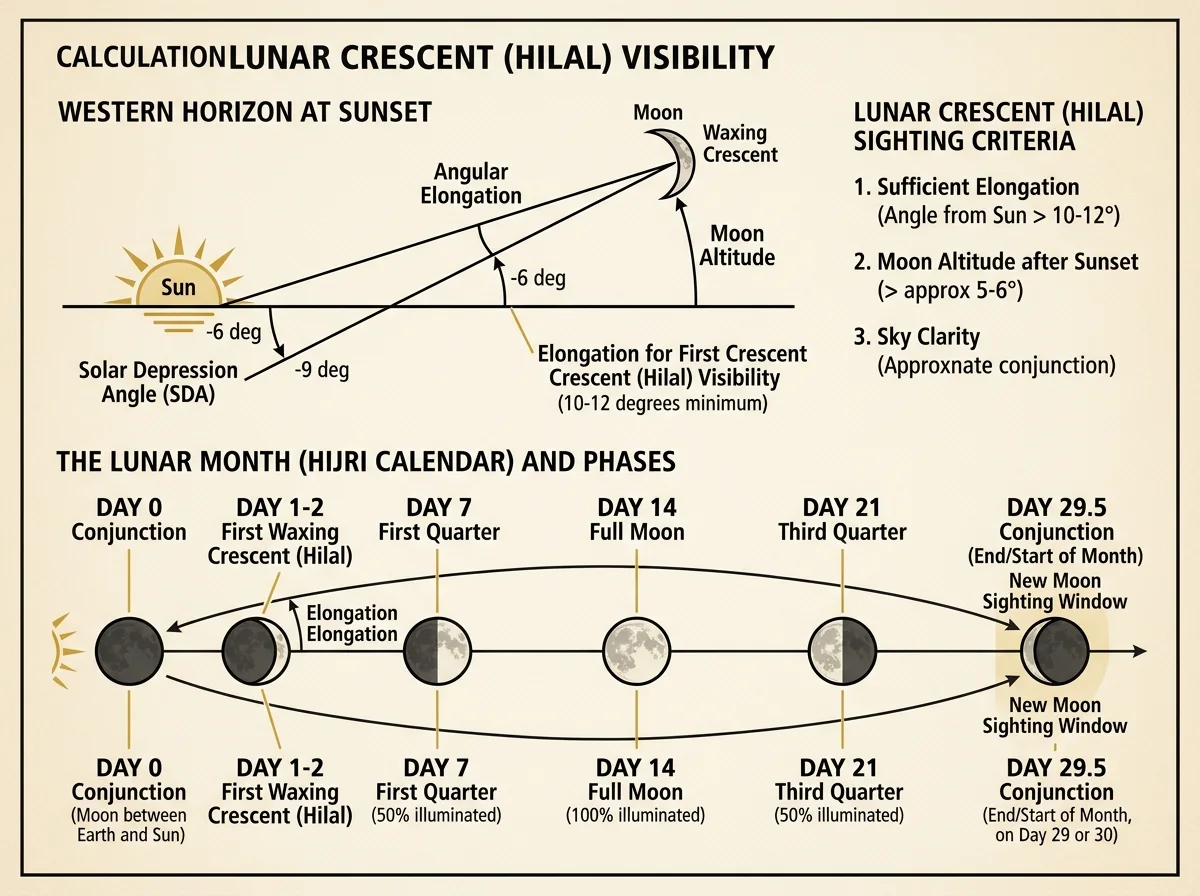 CALCULATION LUNAR CRESCENT (HILAL) VISIBILITY
WESTERN HORIZON AT SUNSET
Moon
Waxing
Crescent
Angular
Elongation
Moon
Altitude
Sun
-6 deg
-6 deg
-9 deg
Solar Depression
Angle (SDA)
Elongation for First Crescent
Crescent (Hilal) Visibility
(10-12 degrees minimum)
LUNAR CRESCENT (HILAL)
SIGHTING CRITERIA
1. Sufficient Elongation
(Angle from Sun > 10-12°)
2. Moon Altitude after Sunset
(> approx 5-6°)
3. Sky Clarity
(Approxnate conjunction)
THE LUNAR MONTH (HIJRI CALENDAR) AND PHASES
DAY 0
Conjunction
DAY 1-2
First Waxing
Crescent (Hilal)
DAY 7
First Quarter
DAY 14
Full Moon
DAY 21
Third Quarter
DAY 29.5
Conjunction
(End/Start of Month)
New Moon
Sighting Window
Elongation
Elongation
New Moon
Sighting Window
DAY 0
Conjunction
(Moon between
Earth and Sun)
DAY 1-2
First Waxing
Crescent (Hilal)
DAY 7
First Quarter
(50% illuminated)
DAY 14
Full Moon
(100% illuminated)
DAY 21
Third Quarter
(50% illuminated)
DAY 29.5
Conjunction
(End/Start of Month,
on Day 29 or 30)